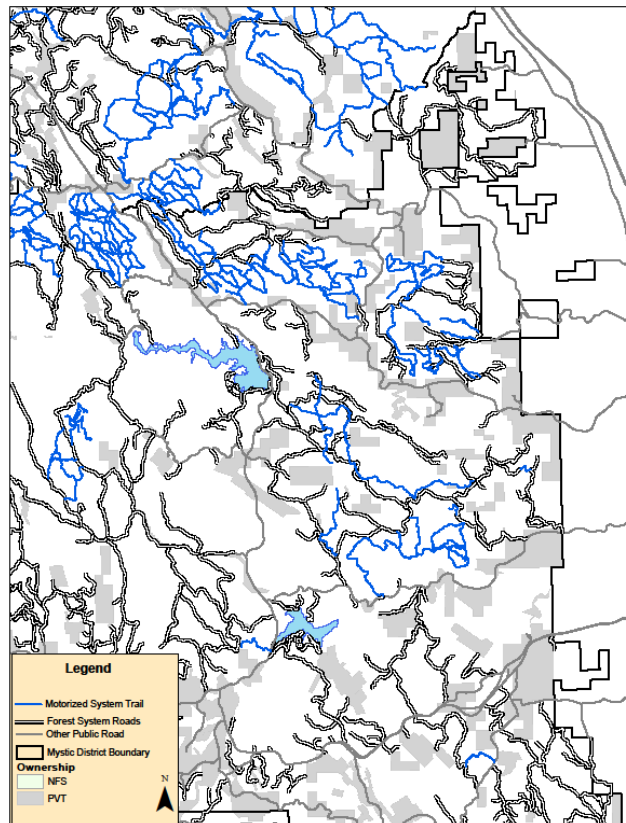 Legend
Motorized System Trail
Forest System Roads
Other Public Road
Mystic District Boundary
Ownership
NFS
PVT
N